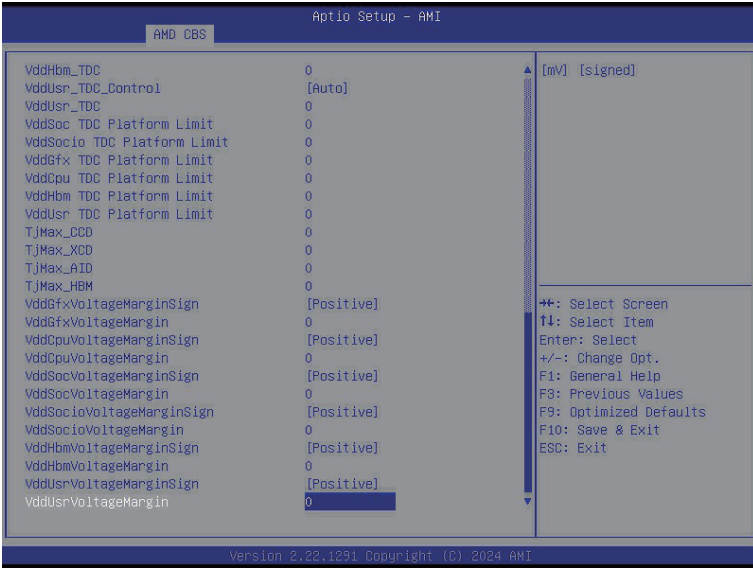 Aptio Setup – AMI
AMD CBS
VddHbm_TDC 0
VddUsr_TDC_Control [Auto]
VddUsr_TDC 0
VddSoc TDC Platform Limit 0
VddSocio TDC Platform Limit 0
VddGfx TDC Platform Limit 0
VddCpu TDC Platform Limit 0
VddHbm TDC Platform Limit 0
VddUsr TDC Platform Limit 0
TjMax_CCD 0
TjMax_XCD 0
TjMax_AID 0
TjMax_HBM 0
VddGfxVoltageMarginSign [Positive]
VddGfxVoltageMargin 0
VddCpuVoltageMarginSign [Positive]
VddCpuVoltageMargin 0
VddSocVoltageMarginSign [Positive]
VddSocVoltageMargin 0
VddSocioVoltageMarginSign [Positive]
VddSocioVoltageMargin 0
VddHbmVoltageMarginSign [Positive]
VddHbmVoltageMargin 0
VddUsrVoltageMarginSign [Positive]
VddUsrVoltageMargin 0
[mV] [signed]
→←: Select Screen
↑↓: Select Item
Enter: Select
+/-: Change Opt.
F1: General Help
F3: Previous Values
F9: Optimized Defaults
F10: Save & Exit
ESC: Exit
Version 2.22.1291 Copyright (C) 2024 AMI